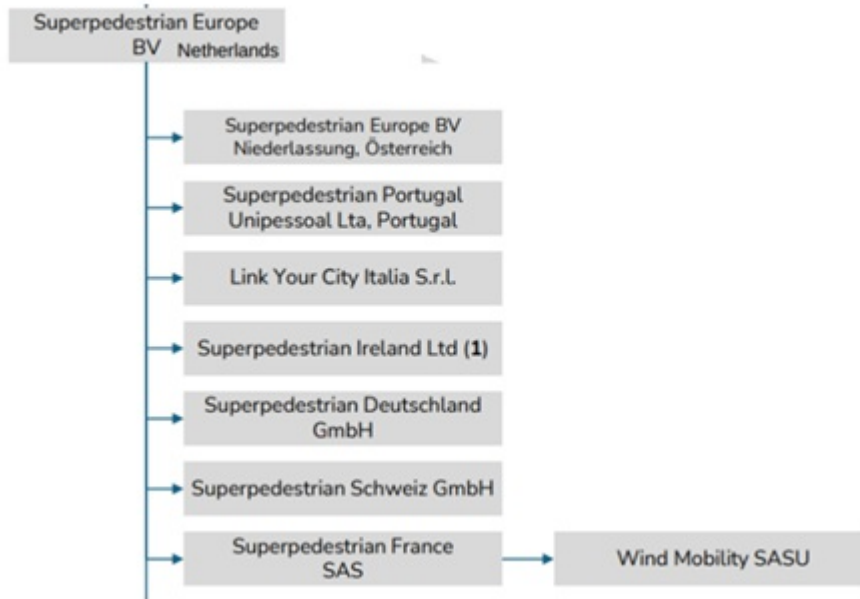 Superpedestrian Europe
BV Netherlands
Superpedestrian Europe BV
Niederlassung, Österreich
Superpedestrian Portugal
Unipessoal Lta, Portugal
Link Your City Italia S.r.l.
Superpedestrian Ireland Ltd (1)
Superpedestrian Deutschland
GmbH
Superpedestrian Schweiz GmbH
Superpedestrian France
SAS
Wind Mobility SASU